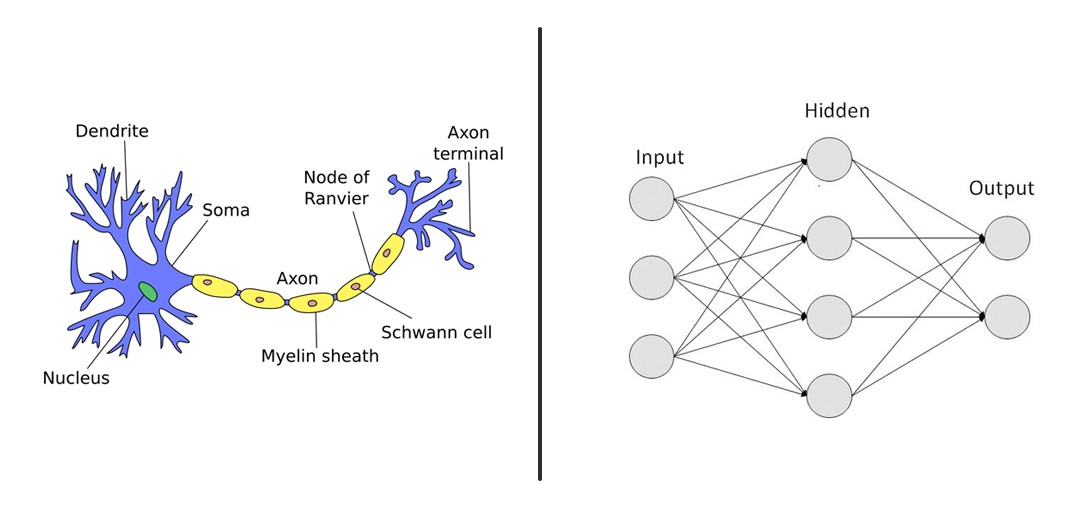 Dendrite
Axon
terminal
Node of
Ranvier
Soma
Axon
Schwann cell
Myelin sheath
Nucleus
Hidden
Input
Output